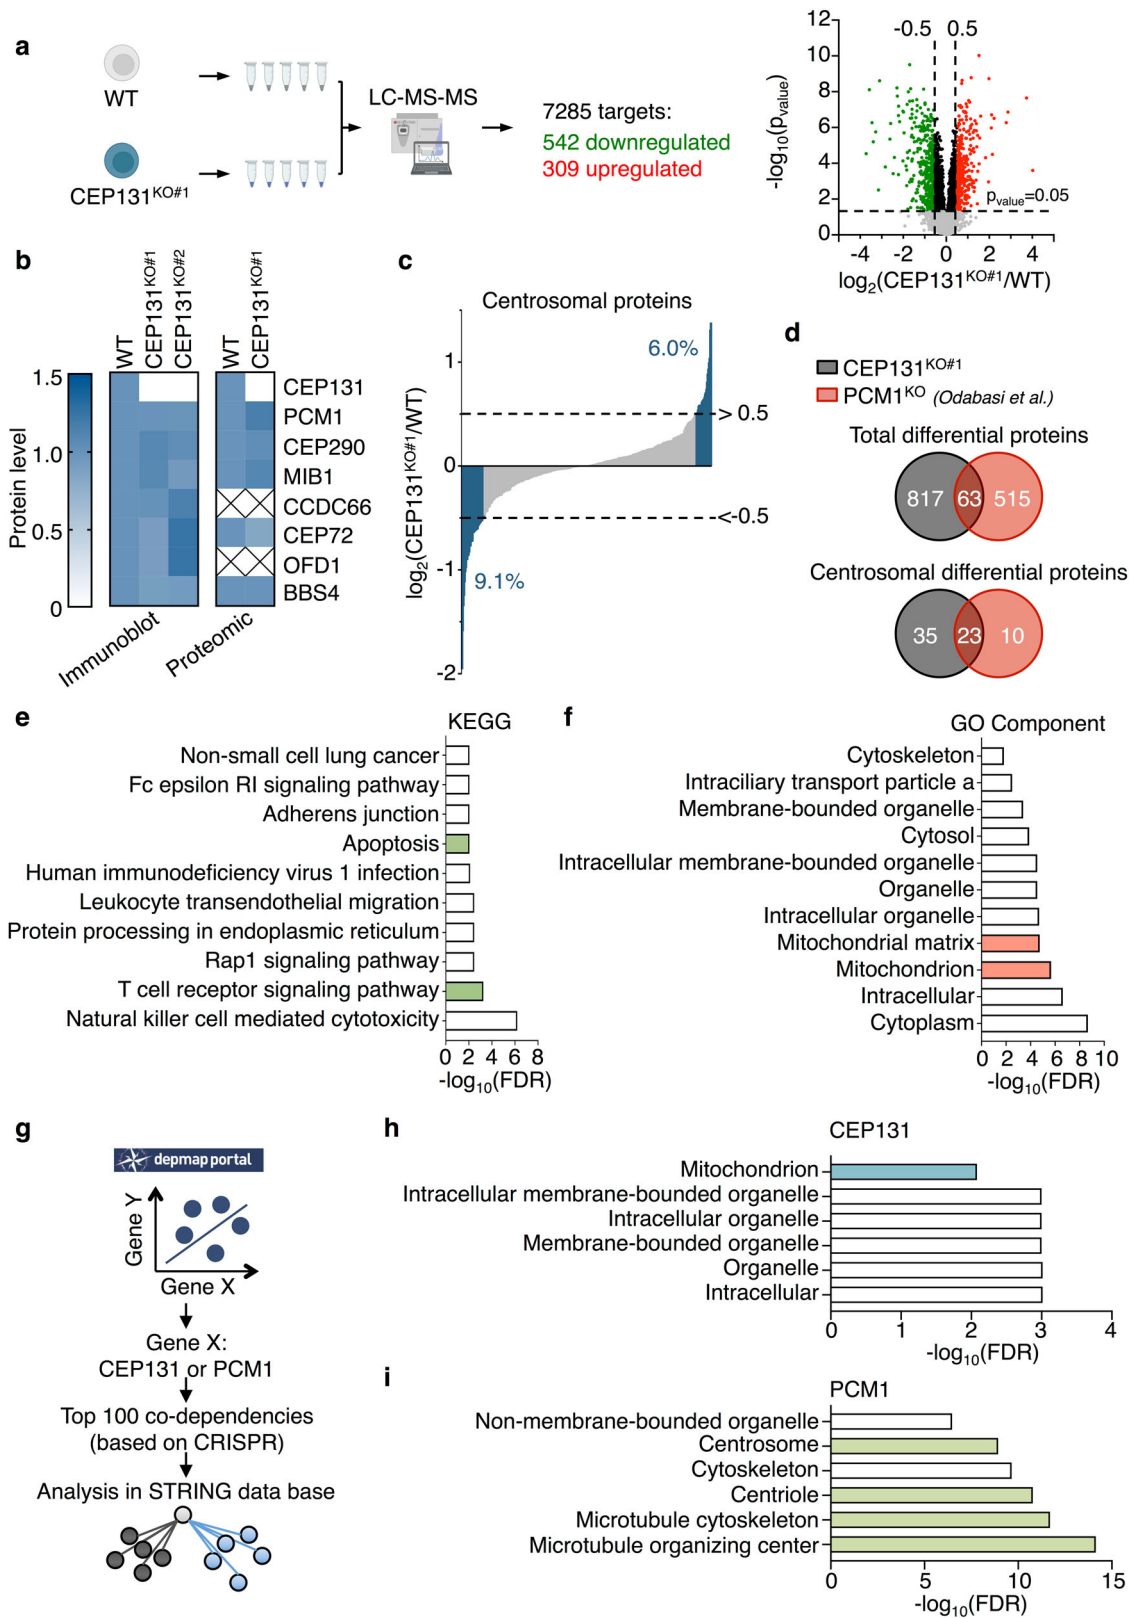 a
WT
CEP131KO#1
LC-MS-MS
7285 targets:
542 downregulated
309 upregulated
-log10(pvalue)
12
10
8
6
4
2
0
-0.5 0.5
pvalue=0.05
-4 -2 0 2 4
log2(CEP131KO#1/WT)
b
WT
CEP131KO#1
CEP131KO#2
WT
CEP131KO#1
Protein level
1.5
1.0
0.5
0
CEP131
PCM1
CEP290
MIB1
CCDC66
CEP72
OFD1
BBS4
Immunoblot
Proteomic
c
Centrosomal proteins
log2(CEP131KO#1/WT)
1
0
-1
-2
6.0%
> 0.5
<-0.5
9.1%
d
CEP131KO#1
PCM1KO (Odabasi et al.)
Total differential proteins
817 63 515
Centrosomal differential proteins
35 23 10
e
KEGG
Non-small cell lung cancer
Fc epsilon RI signaling pathway
Adherens junction
Apoptosis
Human immunodeficiency virus 1 infection
Leukocyte transendothelial migration
Protein processing in endoplasmic reticulum
Rap1 signaling pathway
T cell receptor signaling pathway
Natural killer cell mediated cytotoxicity
0 2 4 6 8
-log10(FDR)
f
GO Component
Cytoskeleton
Intraciliary transport particle a
Membrane-bounded organelle
Cytosol
Intracellular membrane-bounded organelle
Organelle
Intracellular organelle
Mitochondrial matrix
Mitochondrion
Intracellular
Cytoplasm
0 2 4 6 8 10
-log10(FDR)
g
depmap portal
Gene Y
Gene X
Gene X:
CEP131 or PCM1
Top 100 co-dependencies
(based on CRISPR)
Analysis in STRING data base
h
CEP131
Mitochondrion
Intracellular membrane-bounded organelle
Intracellular organelle
Membrane-bounded organelle
Organelle
Intracellular
0 1 2 3 4
-log10(FDR)
i
PCM1
Non-membrane-bounded organelle
Centrosome
Cytoskeleton
Centriole
Microtubule cytoskeleton
Microtubule organizing center
0 5 10 15
-log10(FDR)